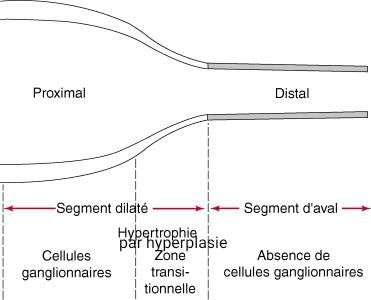 Proximal
Distal
Segment dilaté
Segment d'aval
Hypertrophie
par hyperplasie
Cellules
ganglionnaires
Zone
transi-
tionnelle
Absence de
cellules ganglionnaires